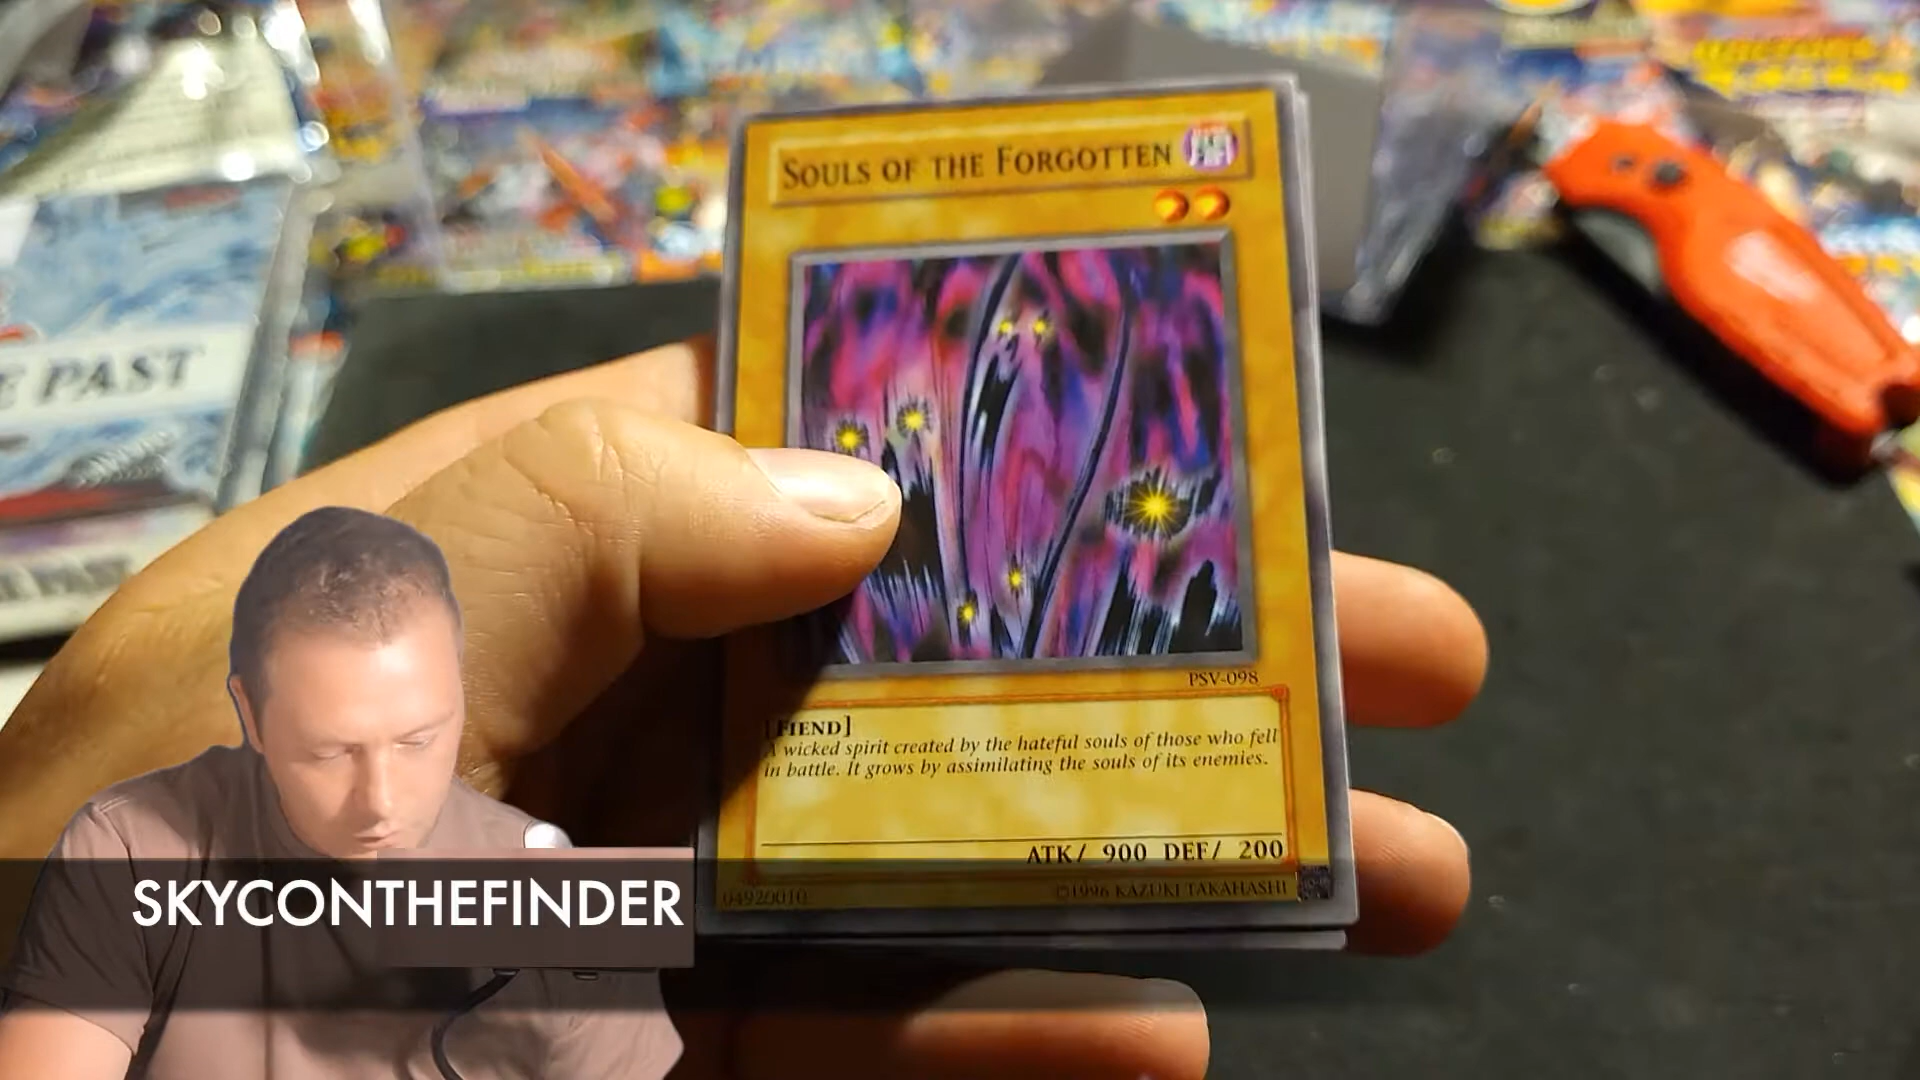 SOULS OF THE FORGOTTEN
E PAST
PSV-098
[FIEND]
A wicked spirit created by the hateful souls of those who fell
in battle. It grows by assimilating the souls of its enemies.
ATK/ 900 DEF/ 200
04920010
©1996 KAZUKI TAKAHASHI
SKYCONTHEFINDER